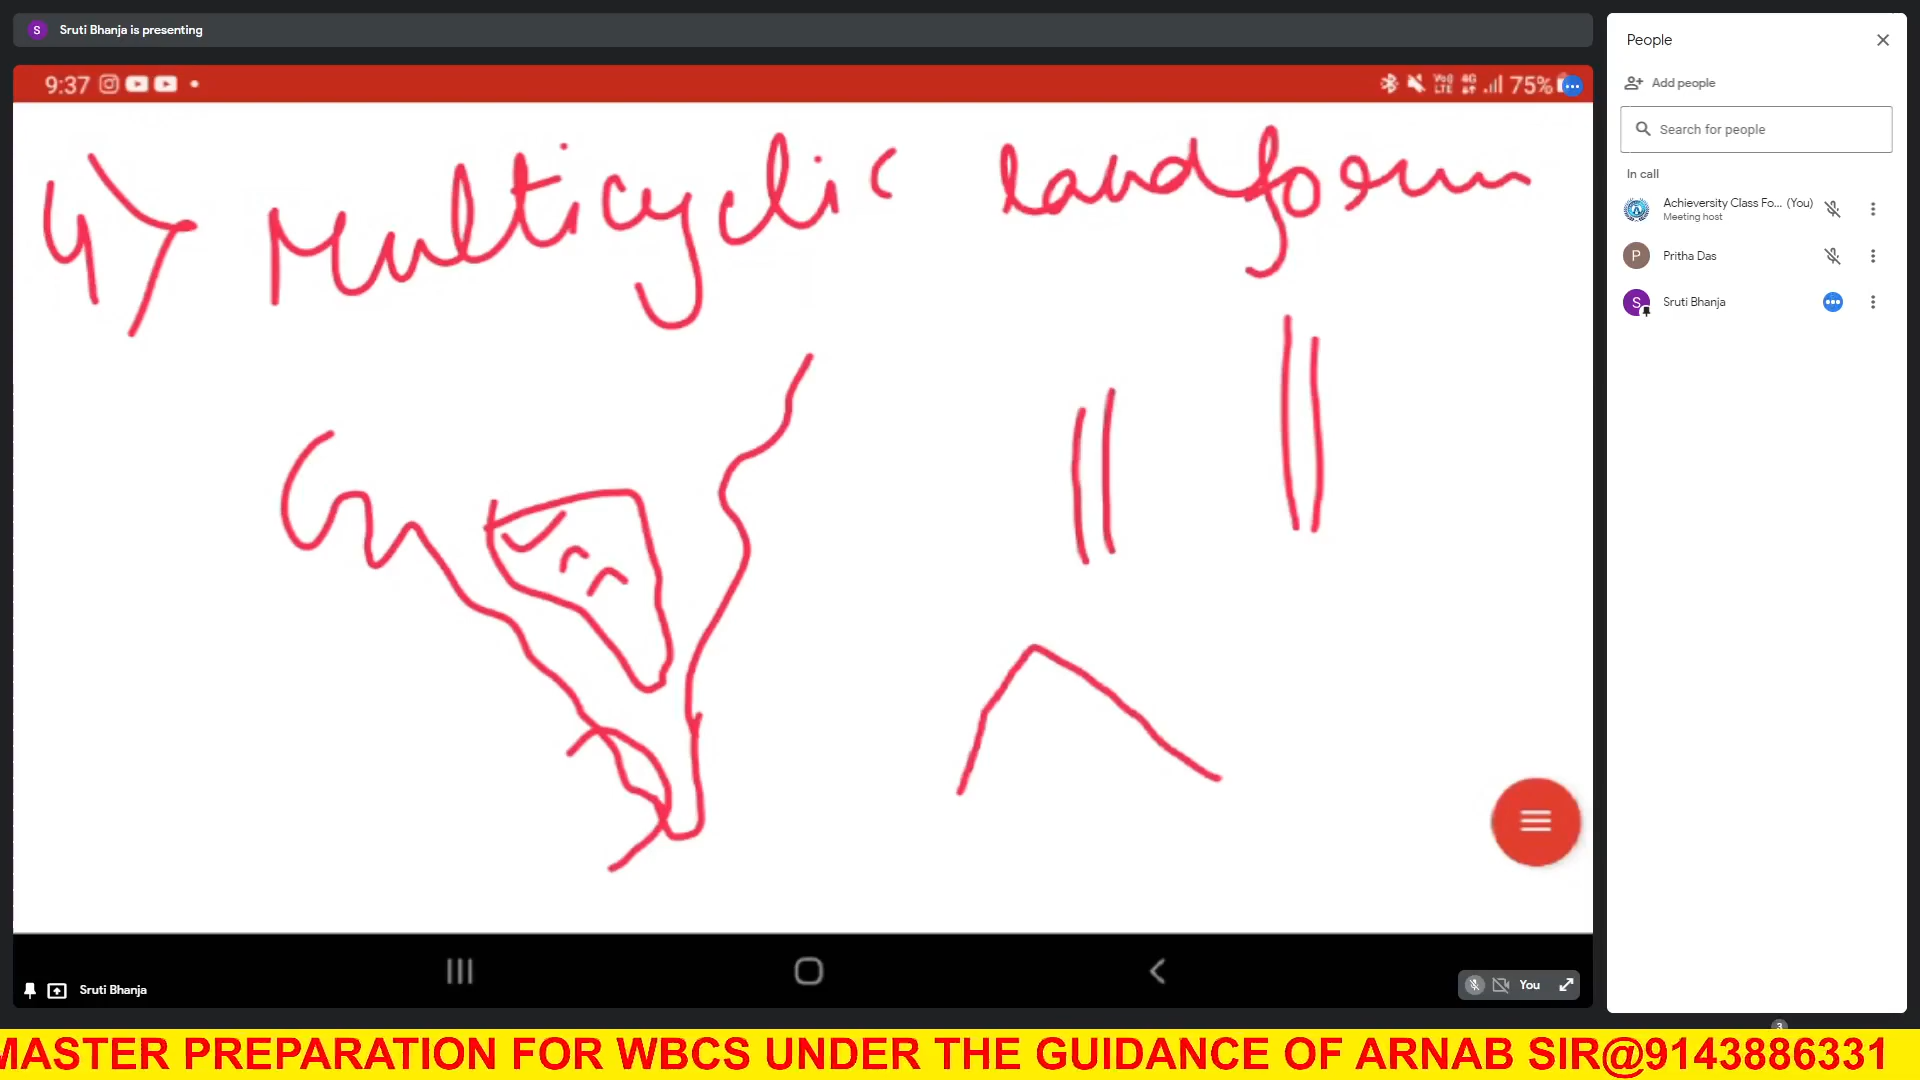 S Sruti Bhanja is presenting
People
9:37
75%
Add people
Search for people
In call
4) Multicyclic landform
Achieversity Class Fo... (You)
Meeting host
P Pritha Das
S Sruti Bhanja
Sruti Bhanja
You
3
MASTER PREPARATION FOR WBCS UNDER THE GUIDANCE OF ARNAB SIR@9143886331